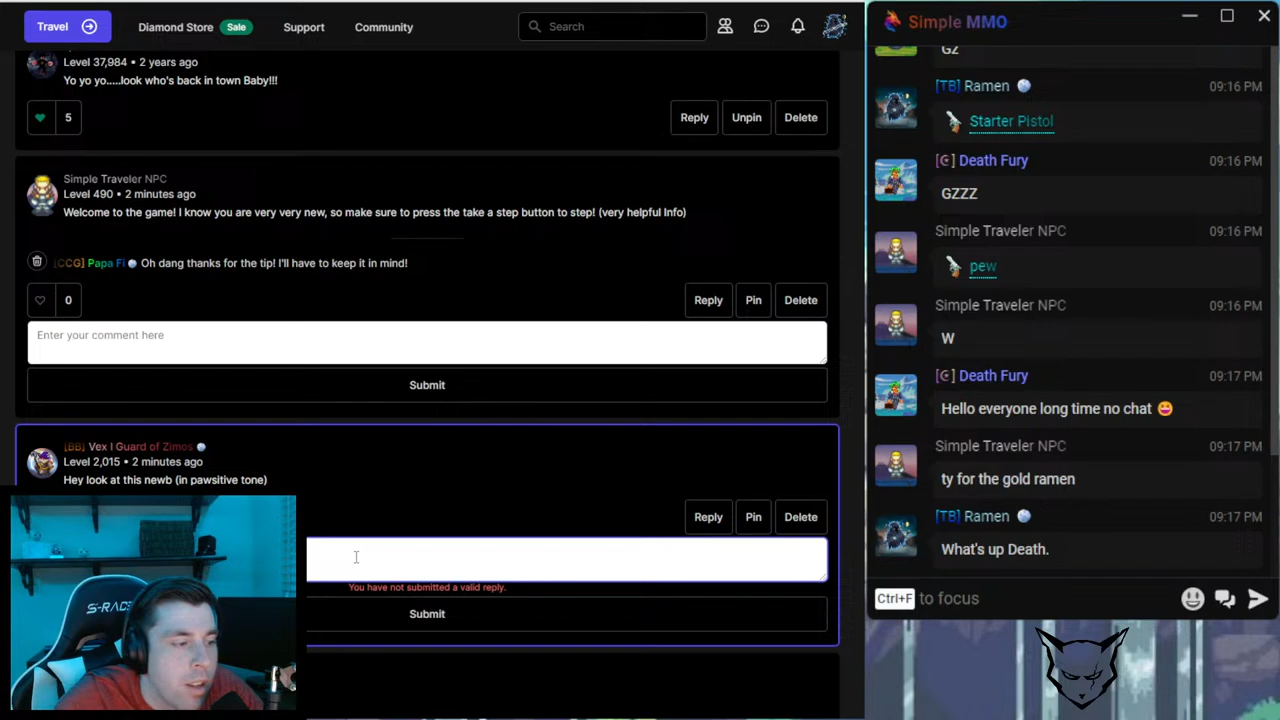 Travel
Diamond Store Sale
Support
Community
Search
Level 37,984 • 2 years ago
Yo yo yo.....look who's back in town Baby!!!
5
Reply
Unpin
Delete
Simple Traveler NPC
Level 490 • 2 minutes ago
Welcome to the game! I know you are very very new, so make sure to press the take a step button to step! (very helpful Info)
[CCG] Papa Fi Oh dang thanks for the tip! I'll have to keep it in mind!
0
Reply
Pin
Delete
Enter your comment here
Submit
[BB] Vex I Guard of Zimos
Level 2,015 • 2 minutes ago
Hey look at this newb (in pawsitive tone)
Reply
Pin
Delete
You have not submitted a valid reply.
Submit
S-RACE
Simple MMO
GZ
[TB] Ramen 09:16 PM
Starter Pistol
[☪] Death Fury 09:16 PM
GZZZ
Simple Traveler NPC 09:16 PM
pew
Simple Traveler NPC 09:16 PM
W
[☪] Death Fury 09:17 PM
Hello everyone long time no chat 😀
Simple Traveler NPC 09:17 PM
ty for the gold ramen
[TB] Ramen 09:17 PM
What's up Death.
Ctrl+F to focus